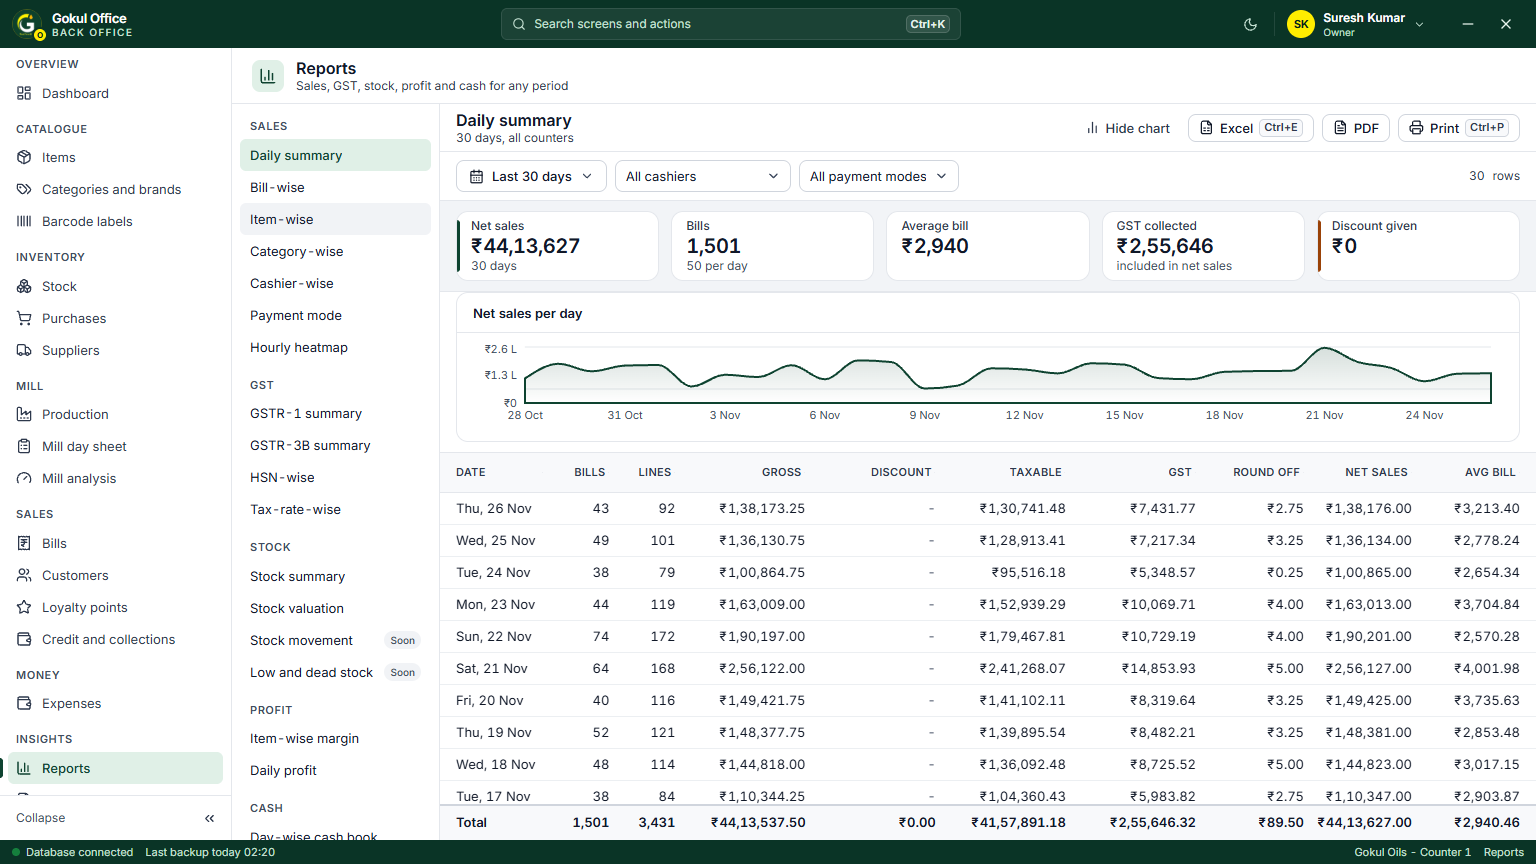 Gokul Office
BACK OFFICE
Search screens and actions
Ctrl+K
SK
Suresh Kumar
Owner
OVERVIEW
Dashboard
CATALOGUE
Items
Categories and brands
Barcode labels
INVENTORY
Stock
Purchases
Suppliers
MILL
Production
Mill day sheet
Mill analysis
SALES
Bills
Customers
Loyalty points
Credit and collections
MONEY
Expenses
INSIGHTS
Reports
Collapse
Reports
Sales, GST, stock, profit and cash for any period
SALES
Daily summary
Bill-wise
Item-wise
Category-wise
Cashier-wise
Payment mode
Hourly heatmap
GST
GSTR-1 summary
GSTR-3B summary
HSN-wise
Tax-rate-wise
STOCK
Stock summary
Stock valuation
Stock movement Soon
Low and dead stock Soon
PROFIT
Item-wise margin
Daily profit
CASH
Day-wise cash book
Daily summary
30 days, all counters
Hide chart
Excel Ctrl+E
PDF
Print Ctrl+P
Last 30 days
All cashiers
All payment modes
30 rows
Net sales
₹44,13,627
30 days
Bills
1,501
50 per day
Average bill
₹2,940
GST collected
₹2,55,646
included in net sales
Discount given
₹0
Net sales per day
₹2.6 L
₹1.3 L
₹0
28 Oct 31 Oct 3 Nov 6 Nov 9 Nov 12 Nov 15 Nov 18 Nov 21 Nov 24 Nov
DATE BILLS LINES GROSS DISCOUNT TAXABLE GST ROUND OFF NET SALES AVG BILL
Thu, 26 Nov 43 92 ₹1,38,173.25 - ₹1,30,741.48 ₹7,431.77 ₹2.75 ₹1,38,176.00 ₹3,213.40
Wed, 25 Nov 49 101 ₹1,36,130.75 - ₹1,28,913.41 ₹7,217.34 ₹3.25 ₹1,36,134.00 ₹2,778.24
Tue, 24 Nov 38 79 ₹1,00,864.75 - ₹95,516.18 ₹5,348.57 ₹0.25 ₹1,00,865.00 ₹2,654.34
Mon, 23 Nov 44 119 ₹1,63,009.00 - ₹1,52,939.29 ₹10,069.71 ₹4.00 ₹1,63,013.00 ₹3,704.84
Sun, 22 Nov 74 172 ₹1,90,197.00 - ₹1,79,467.81 ₹10,729.19 ₹4.00 ₹1,90,201.00 ₹2,570.28
Sat, 21 Nov 64 168 ₹2,56,122.00 - ₹2,41,268.07 ₹14,853.93 ₹5.00 ₹2,56,127.00 ₹4,001.98
Fri, 20 Nov 40 116 ₹1,49,421.75 - ₹1,41,102.11 ₹8,319.64 ₹3.25 ₹1,49,425.00 ₹3,735.63
Thu, 19 Nov 52 121 ₹1,48,377.75 - ₹1,39,895.54 ₹8,482.21 ₹3.25 ₹1,48,381.00 ₹2,853.48
Wed, 18 Nov 48 114 ₹1,44,818.00 - ₹1,36,092.48 ₹8,725.52 ₹5.00 ₹1,44,823.00 ₹3,017.15
Tue, 17 Nov 38 84 ₹1,10,344.25 - ₹1,04,360.43 ₹5,983.82 ₹2.75 ₹1,10,347.00 ₹2,903.87
Total 1,501 3,431 ₹44,13,537.50 ₹0.00 ₹41,57,891.18 ₹2,55,646.32 ₹89.50 ₹44,13,627.00 ₹2,940.46
Database connected
Last backup today 02:20
Gokul Oils - Counter 1
Reports